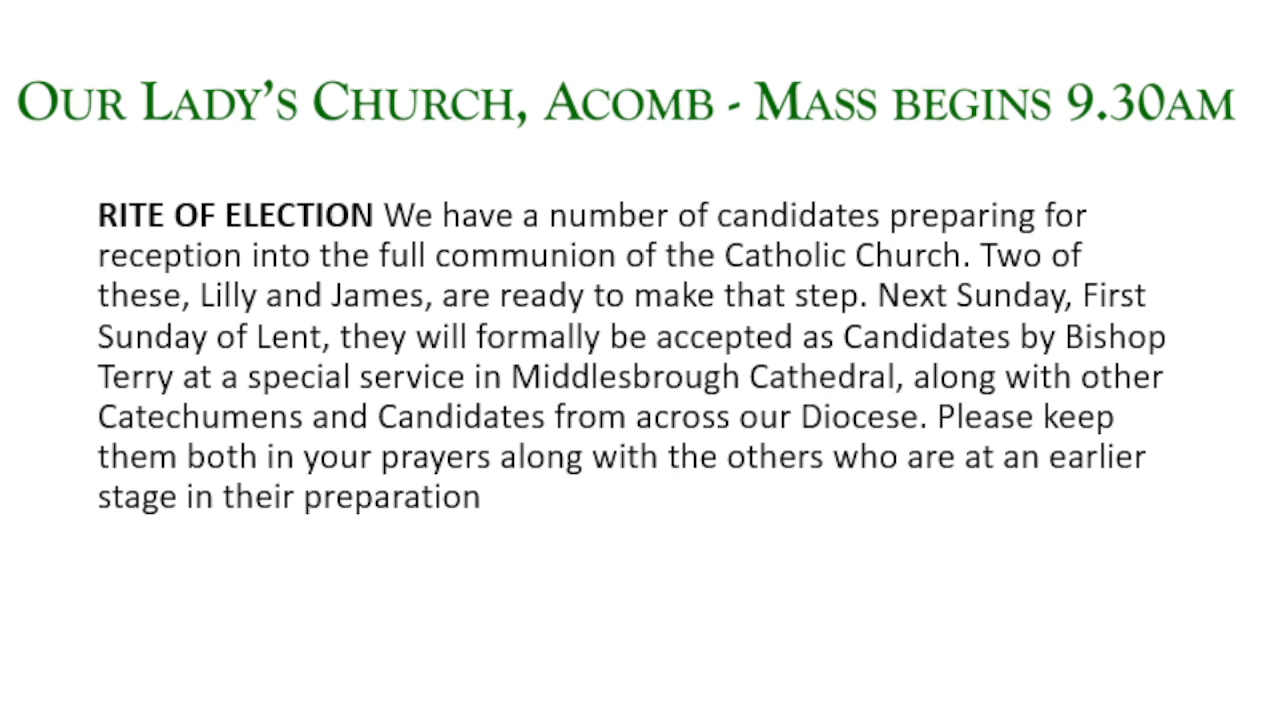 Our Lady's Church, Acomb - Mass begins 9.30am
RITE OF ELECTION We have a number of candidates preparing for
reception into the full communion of the Catholic Church. Two of
these, Lilly and James, are ready to make that step. Next Sunday, First
Sunday of Lent, they will formally be accepted as Candidates by Bishop
Terry at a special service in Middlesbrough Cathedral, along with other
Catechumens and Candidates from across our Diocese. Please keep
them both in your prayers along with the others who are at an earlier
stage in their preparation